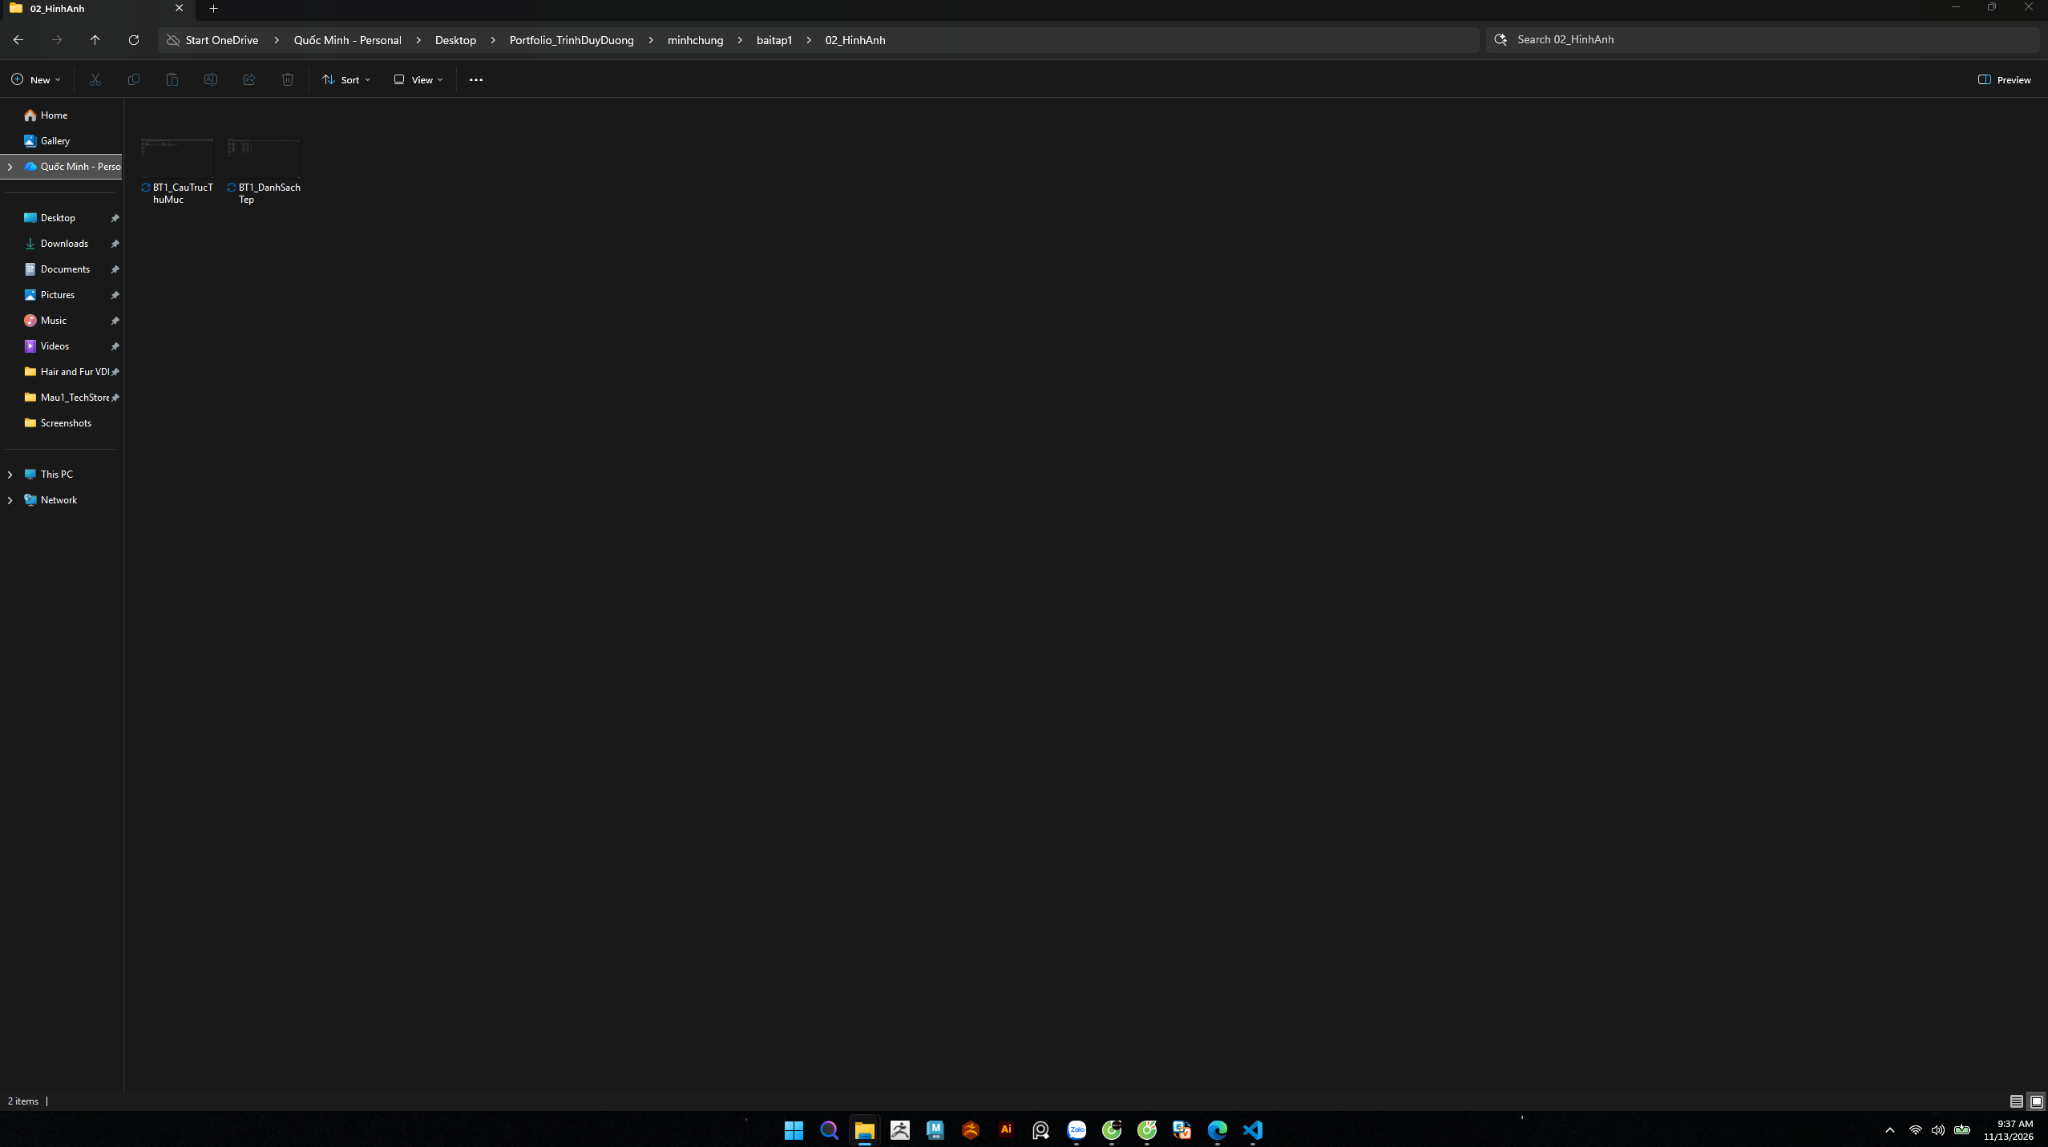 02_HinhAnh
Start OneDrive > Quốc Minh - Personal > Desktop > Portfolio_TrinhDuyDuong > minhchung > baitap1 > 02_HinhAnh
Search 02_HinhAnh
New
Sort
View
Preview
Home
Gallery
Quốc Minh - Perso
Desktop
Downloads
Documents
Pictures
Music
Videos
Hair and Fur VDI
Mau1_TechStore
Screenshots
This PC
Network
BT1_CauTrucT
huMuc
BT1_DanhSach
Tep
2 items
Ai
Zalo
9:37 AM
11/13/2026